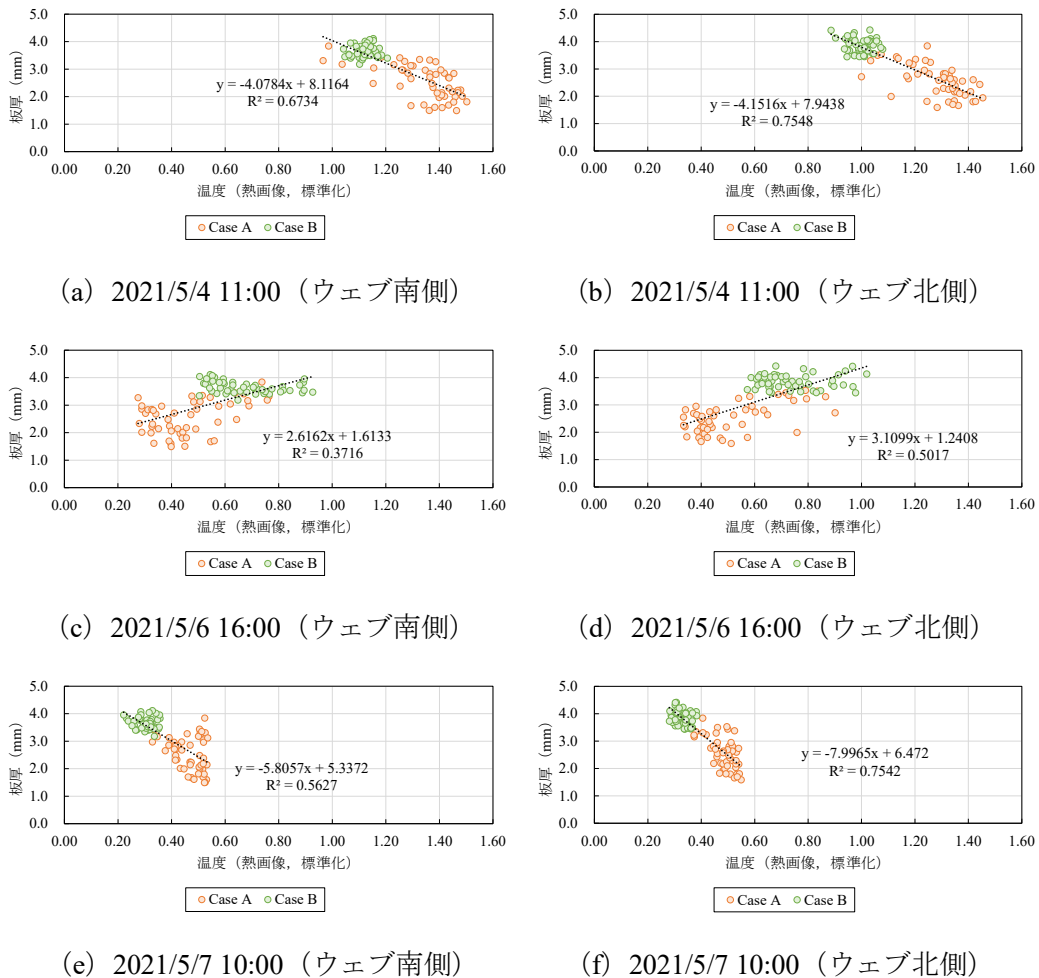 5.0
4.0
3.0
2.0
1.0
0.0
板厚（mm）
y = -4.0784x + 8.1164
R² = 0.6734
0.00 0.20 0.40 0.60 0.80 1.00 1.20 1.40 1.60
温度（熱画像，標準化）
Case A Case B
(a) 2021/5/4 11:00（ウェブ南側）
5.0
4.0
3.0
2.0
1.0
0.0
板厚（mm）
y = -4.1516x + 7.9438
R² = 0.7548
0.00 0.20 0.40 0.60 0.80 1.00 1.20 1.40 1.60
温度（熱画像，標準化）
Case A Case B
(b) 2021/5/4 11:00（ウェブ北側）
5.0
4.0
3.0
2.0
1.0
0.0
板厚（mm）
y = 2.6162x + 1.6133
R² = 0.3716
0.00 0.20 0.40 0.60 0.80 1.00 1.20 1.40 1.60
温度（熱画像，標準化）
Case A Case B
(c) 2021/5/6 16:00（ウェブ南側）
5.0
4.0
3.0
2.0
1.0
0.0
板厚（mm）
y = 3.1099x + 1.2408
R² = 0.5017
0.00 0.20 0.40 0.60 0.80 1.00 1.20 1.40 1.60
温度（熱画像，標準化）
Case A Case B
(d) 2021/5/6 16:00（ウェブ北側）
5.0
4.0
3.0
2.0
1.0
0.0
板厚（mm）
y = -5.8057x + 5.3372
R² = 0.5627
0.00 0.20 0.40 0.60 0.80 1.00 1.20 1.40 1.60
温度（熱画像，標準化）
Case A Case B
(e) 2021/5/7 10:00（ウェブ南側）
5.0
4.0
3.0
2.0
1.0
0.0
板厚（mm）
y = -7.9965x + 6.472
R² = 0.7542
0.00 0.20 0.40 0.60 0.80 1.00 1.20 1.40 1.60
温度（熱画像，標準化）
Case A Case B
(f) 2021/5/7 10:00（ウェブ北側）